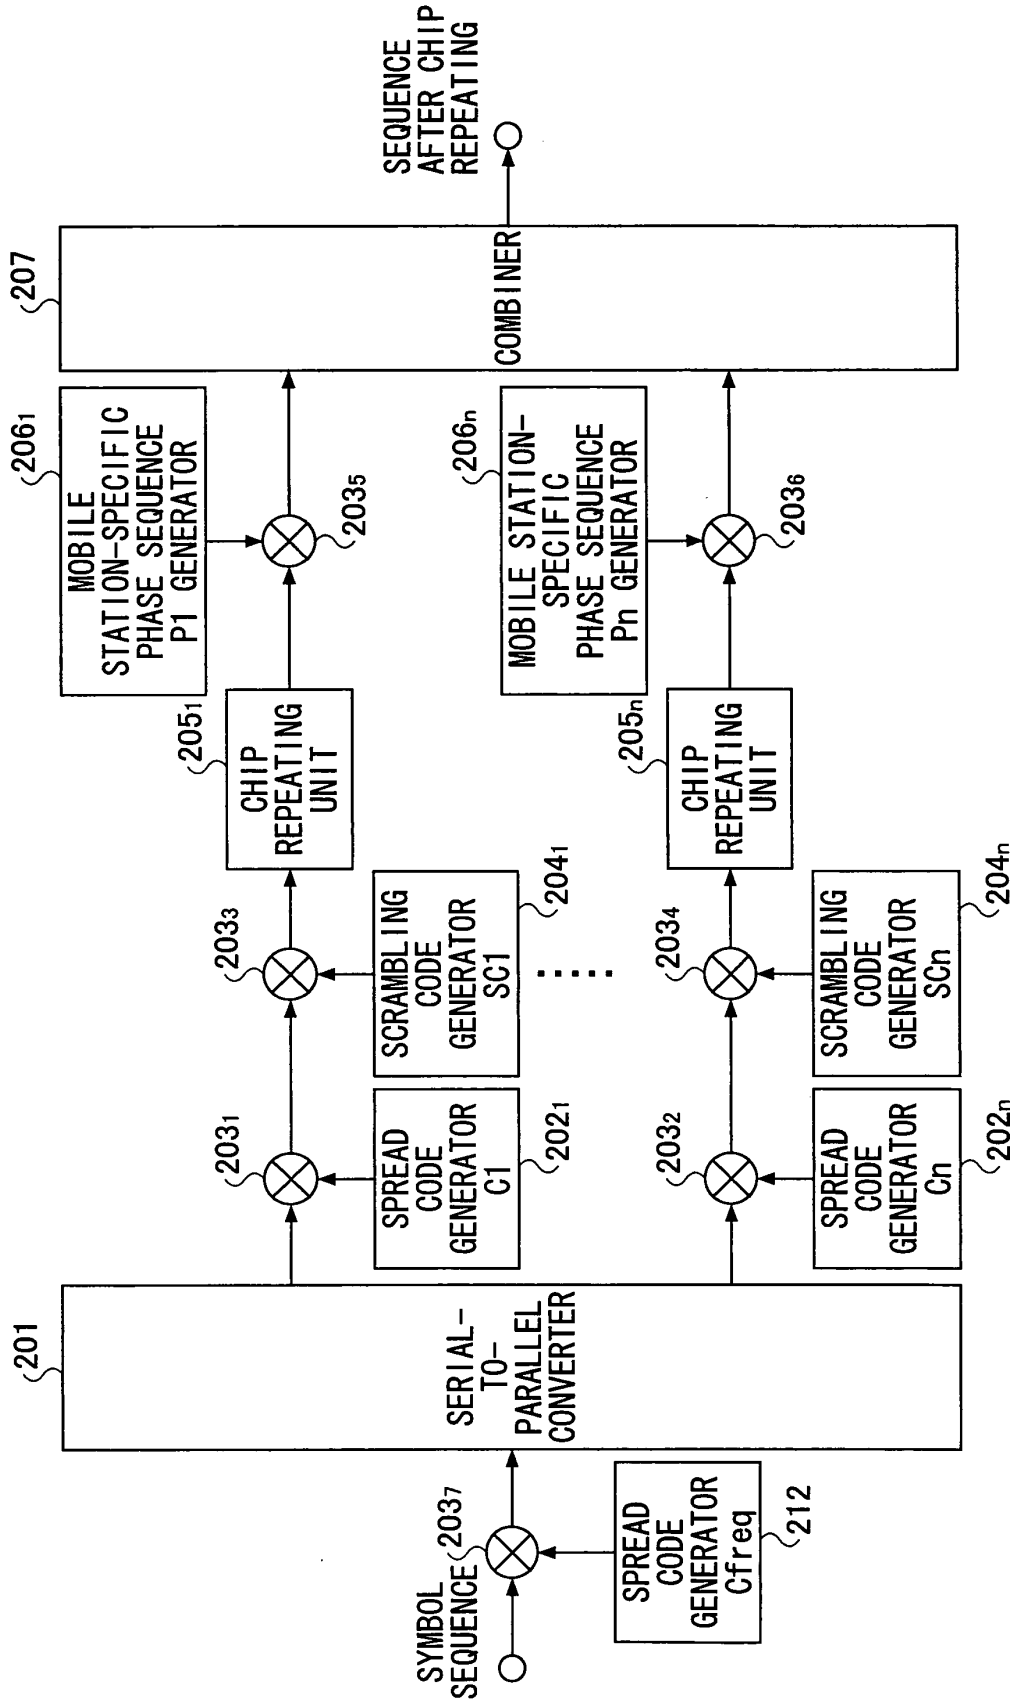 SYMBOL
SEQUENCE
203₇
SPREAD
CODE
GENERATOR
Cfreq
212
201
SERIAL-
TO-
PARALLEL
CONVERTER
203₁
SPREAD
CODE
GENERATOR
C1
202₁
203₃
SCRAMBLING
CODE
GENERATOR
SC1
204₁
205₁
CHIP
REPEATING
UNIT
206₁
MOBILE
STATION-SPECIFIC
PHASE SEQUENCE
P1 GENERATOR
203₅
203₂
SPREAD
CODE
GENERATOR
Cn
202ₙ
203₄
SCRAMBLING
CODE
GENERATOR
SCn
204ₙ
205ₙ
CHIP
REPEATING
UNIT
206ₙ
MOBILE STATION-
SPECIFIC
PHASE SEQUENCE
Pn GENERATOR
203₆
207
COMBINER
SEQUENCE
AFTER CHIP
REPEATING